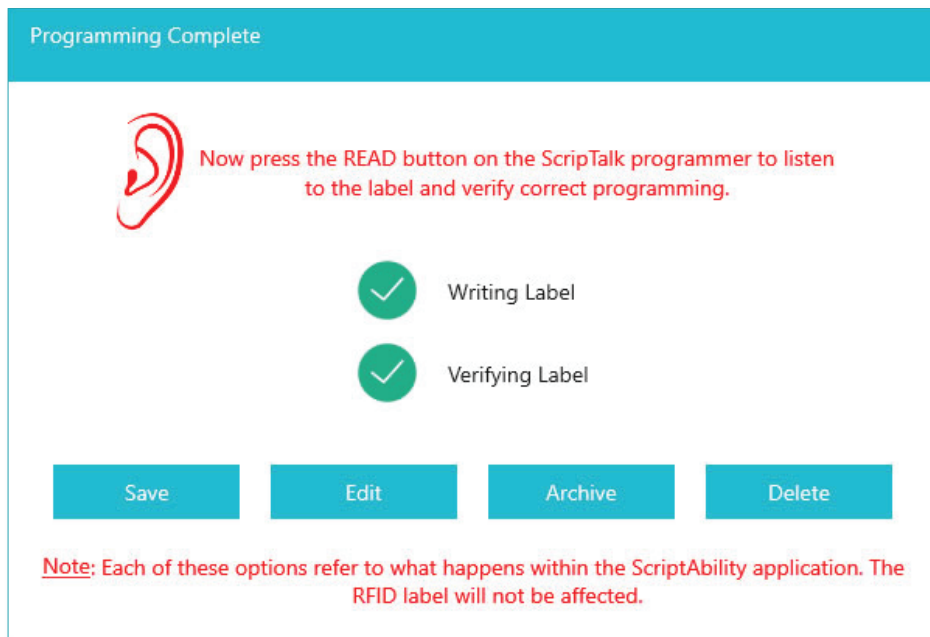 Programming Complete
Now press the READ button on the ScripTalk programmer to listen
to the label and verify correct programming.
Writing Label
Verifying Label
Save Edit Archive Delete
Note: Each of these options refer to what happens within the ScriptAbility application. The
RFID label will not be affected.